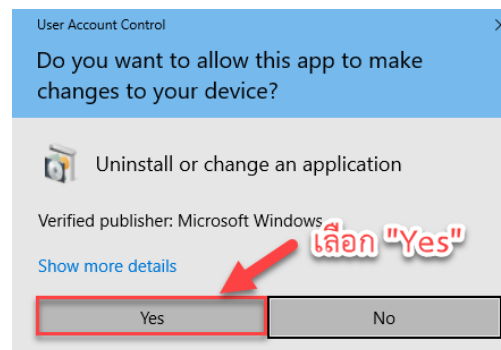 User Account Control
Do you want to allow this app to make
changes to your device?
Uninstall or change an application
Verified publisher: Microsoft Windows
เลือก "Yes"
Show more details
Yes
No